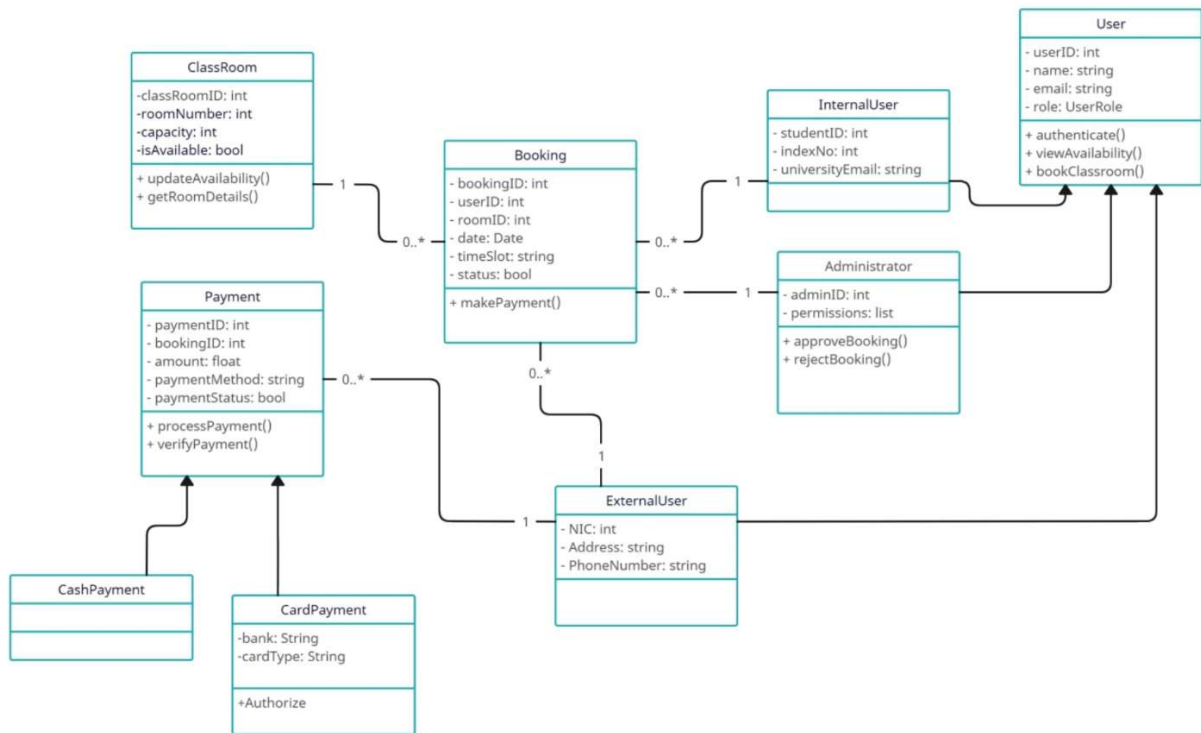 User
- userID: int
- name: string
- email: string
- role: UserRole
+ authenticate()
+ viewAvailability()
+ bookClassroom()
ClassRoom
-classRoomID: int
-roomNumber: int
-capacity: int
-isAvailable: bool
+ updateAvailability()
+ getRoomDetails()
1
0..*
Booking
- bookingID: int
- userID: int
- roomID: int
- date: Date
- timeSlot: string
- status: bool
+ makePayment()
InternalUser
- studentID: int
- indexNo: int
- universityEmail: string
1
0..*
0..*
1
Administrator
- adminID: int
- permissions: list
+ approveBooking()
+ rejectBooking()
Payment
- paymentID: int
- bookingID: int
- amount: float
- paymentMethod: string
- paymentStatus: bool
+ processPayment()
+ verifyPayment()
0..*
0..*
1
1
ExternalUser
- NIC: int
- Address: string
- PhoneNumber: string
CashPayment
CardPayment
-bank: String
-cardType: String
+Authorize